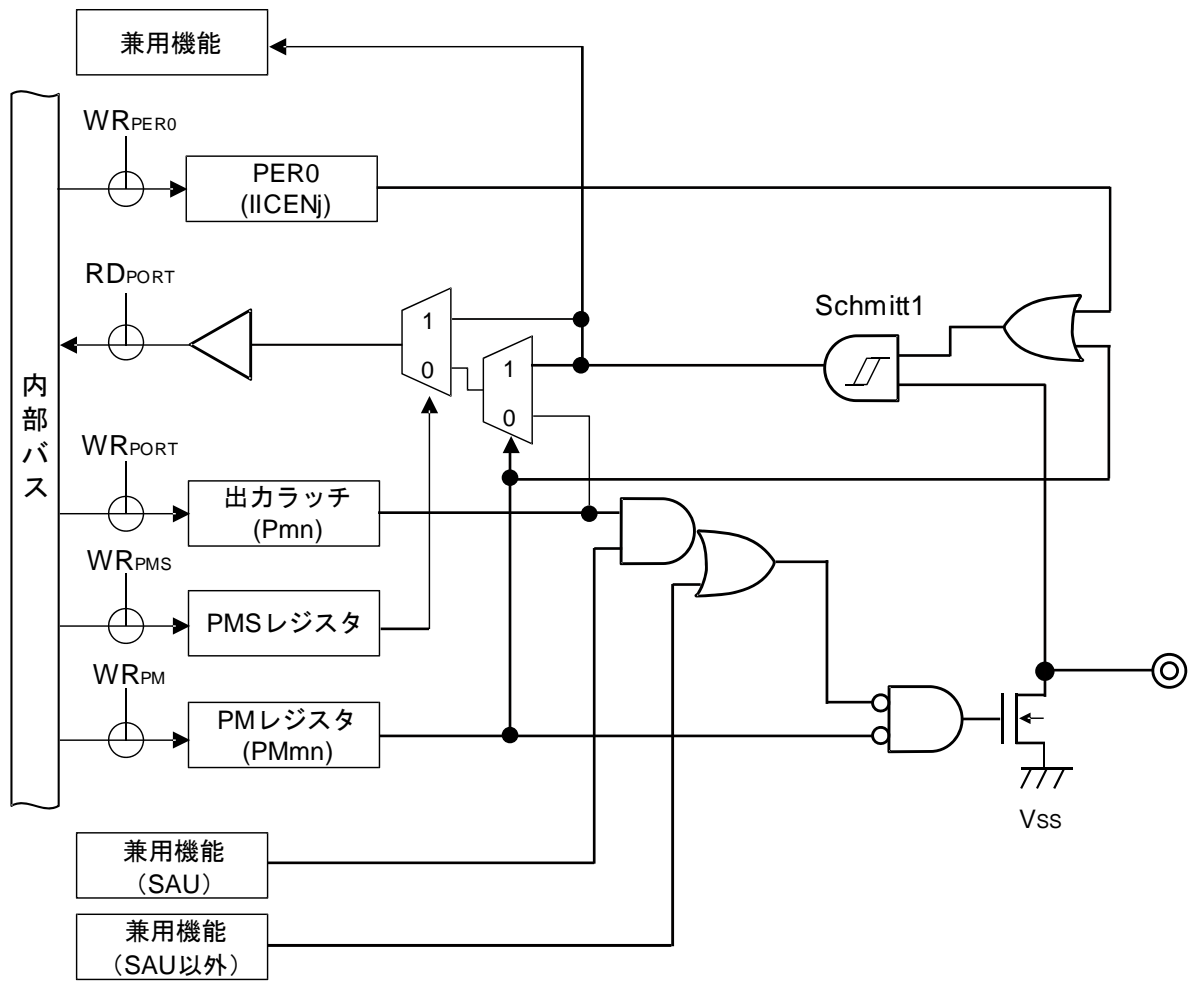 兼用機能
WRPER0
PER0
(IICENj)
RDPORT
Schmitt1
1
0
1
0
内部バス
WRPORT
出力ラッチ
(Pmn)
WRPMS
PMSレジスタ
WRPM
PMレジスタ
(PMmn)
Vss
兼用機能
（SAU）
兼用機能
（SAU以外）